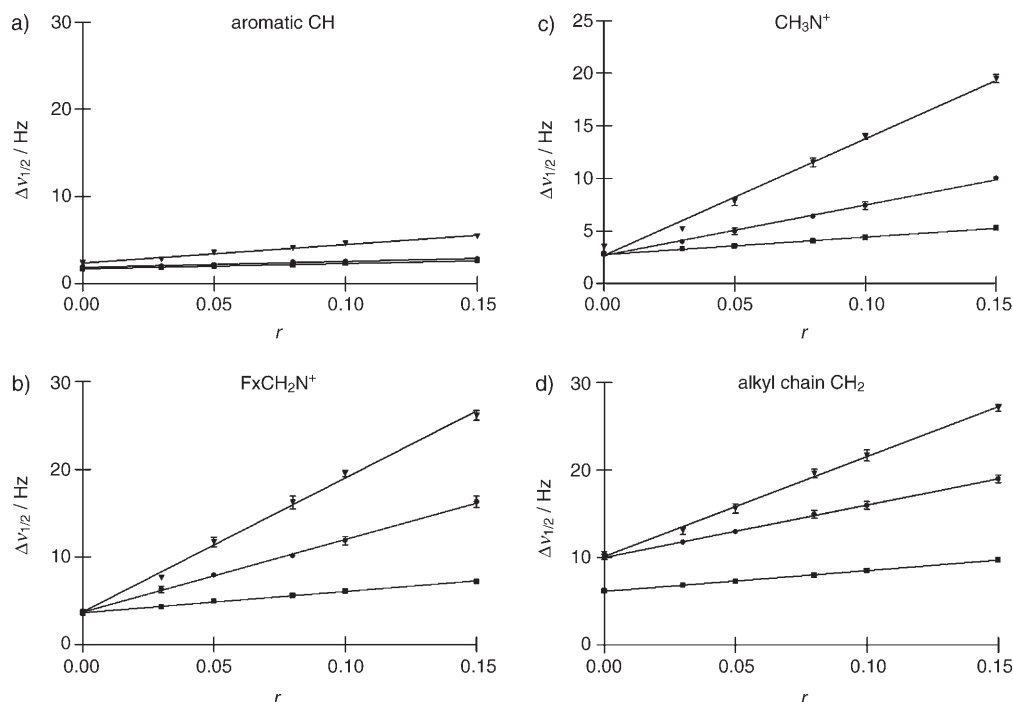 a) aromatic CH
30
20
10
0
Δν1/2 / Hz
0.00 0.05 0.10 0.15
r
c) CH3N+
25
20
15
10
5
0
Δν1/2 / Hz
0.00 0.05 0.10 0.15
r
b) FxCH2N+
30
20
10
0
Δν1/2 / Hz
0.00 0.05 0.10 0.15
r
d) alkyl chain CH2
30
20
10
0
Δν1/2 / Hz
0.00 0.05 0.10 0.15
r